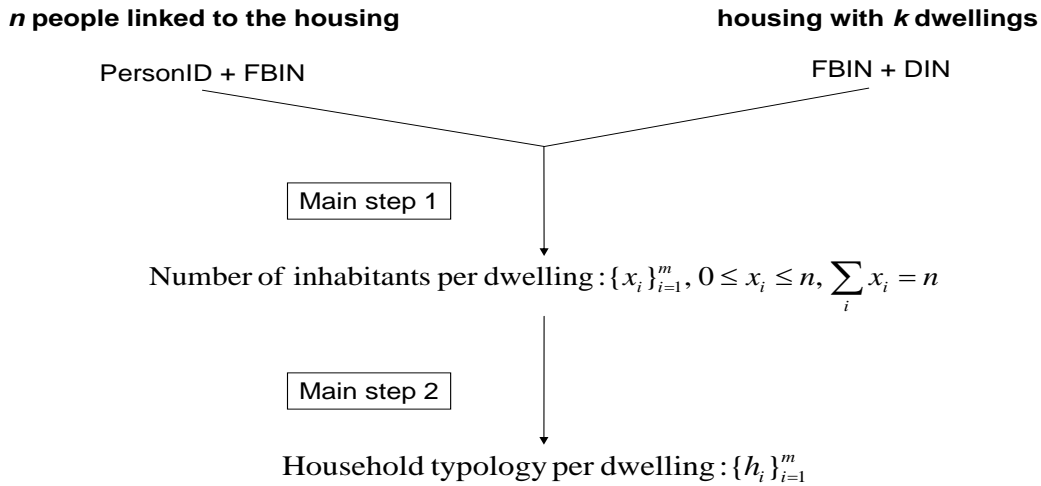 n people linked to the housing
housing with k dwellings
PersonID + FBIN
FBIN + DIN
Main step 1
Number of inhabitants per dwelling : {x_i}_{i=1}^m, 0 ≤ x_i ≤ n, ∑_i x_i = n
Main step 2
Household typology per dwelling : {h_i}_{i=1}^m